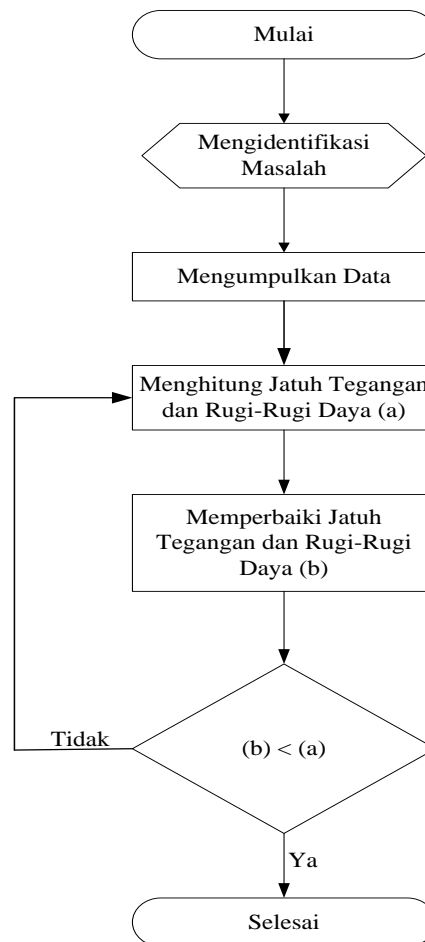 Mulai
Mengidentifikasi
Masalah
Mengumpulkan Data
Menghitung Jatuh Tegangan
dan Rugi-Rugi Daya (a)
Memperbaiki Jatuh
Tegangan dan Rugi-Rugi
Daya (b)
Tidak
(b) < (a)
Ya
Selesai